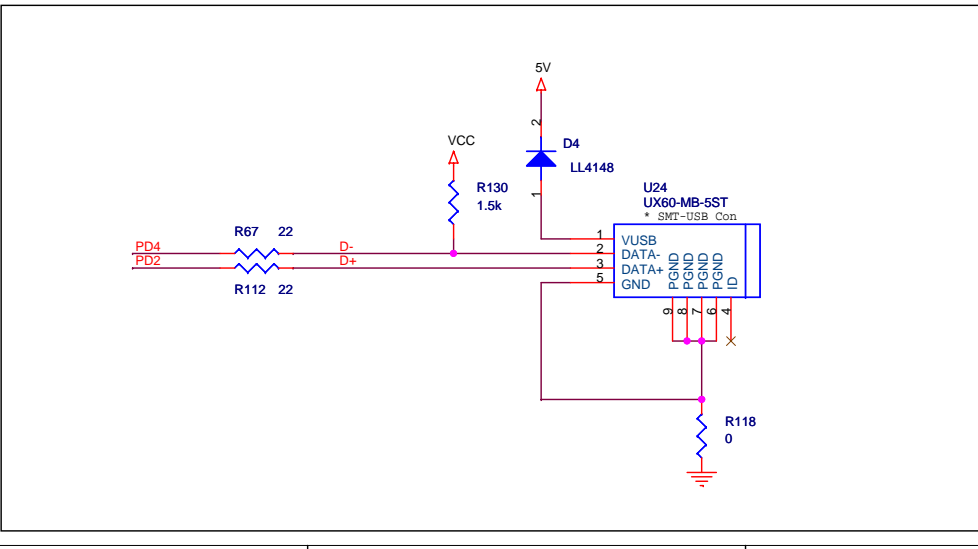 5V
2
D4
LL4148
1
VCC
R130
1.5k
U24
UX60-MB-5ST
* SMT-USB Con
R67 22
PD4
D-
PD2
D+
R112 22
1
VUSB
2
DATA-
3
DATA+
5
GND
PGND
PGND
PGND
PGND
ID
9
8
7
6
4
R118
0